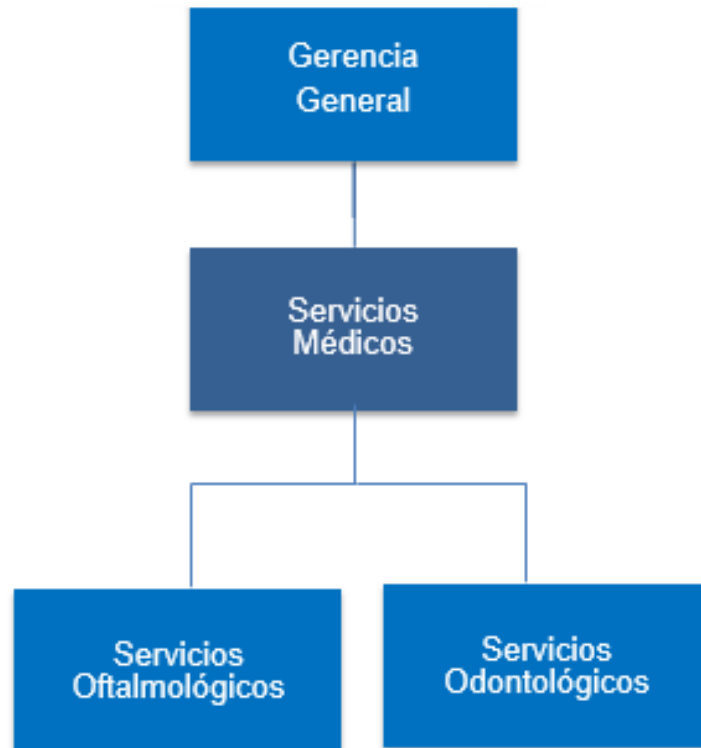 Gerencia
General
Servicios
Médicos
Servicios
Oftalmológicos
Servicios
Odontológicos